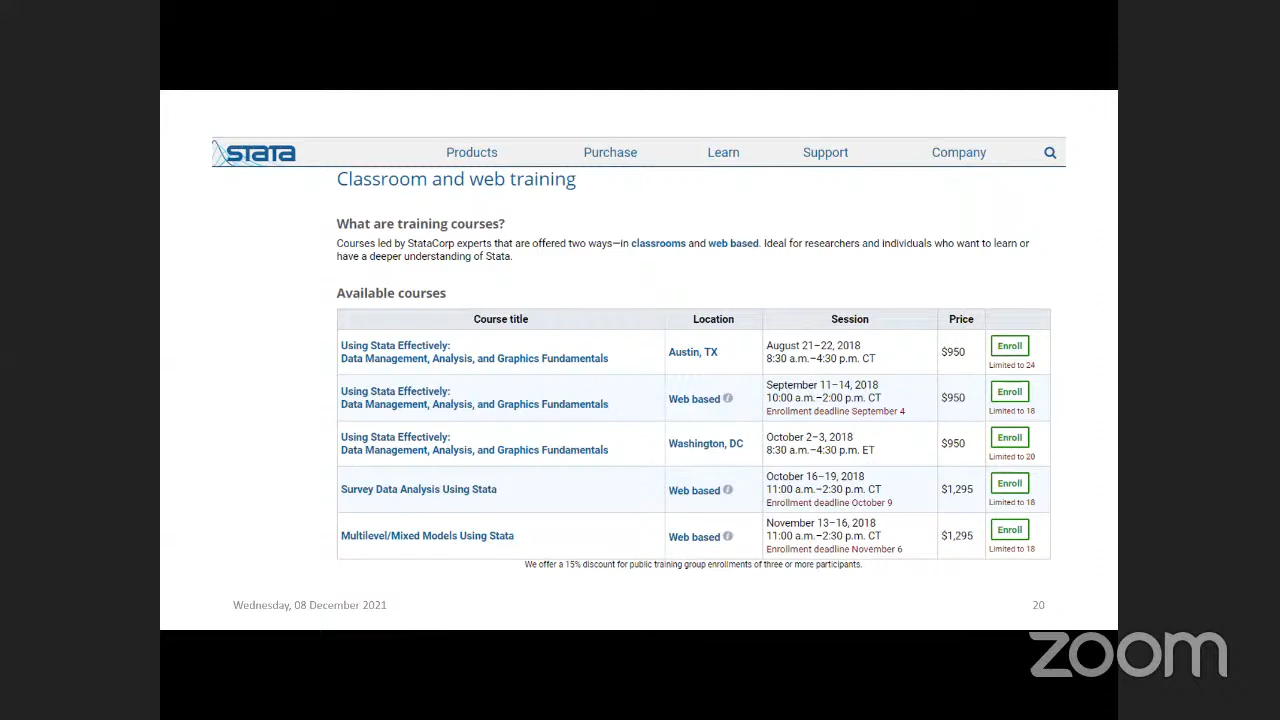 STATA
Products Purchase Learn Support Company
Classroom and web training
What are training courses?
Courses led by StataCorp experts that are offered two ways—in classrooms and web based. Ideal for researchers and individuals who want to learn or
have a deeper understanding of Stata.
Available courses
Course title Location Session Price
Using Stata Effectively:
Data Management, Analysis, and Graphics Fundamentals
Austin, TX
August 21–22, 2018
8:30 a.m.–4:30 p.m. CT
$950
Enroll
Limited to 24
Using Stata Effectively:
Data Management, Analysis, and Graphics Fundamentals
Web based i
September 11–14, 2018
10:00 a.m.–2:00 p.m. CT
Enrollment deadline September 4
$950
Enroll
Limited to 18
Using Stata Effectively:
Data Management, Analysis, and Graphics Fundamentals
Washington, DC
October 2–3, 2018
8:30 a.m.–4:30 p.m. ET
$950
Enroll
Limited to 20
Survey Data Analysis Using Stata
Web based i
October 16–19, 2018
11:00 a.m.–2:30 p.m. CT
Enrollment deadline October 9
$1,295
Enroll
Limited to 18
Multilevel/Mixed Models Using Stata
Web based i
November 13–16, 2018
11:00 a.m.–2:30 p.m. CT
Enrollment deadline November 6
$1,295
Enroll
Limited to 18
We offer a 15% discount for public training group enrollments of three or more participants.
Wednesday, 08 December 2021 20
zoom